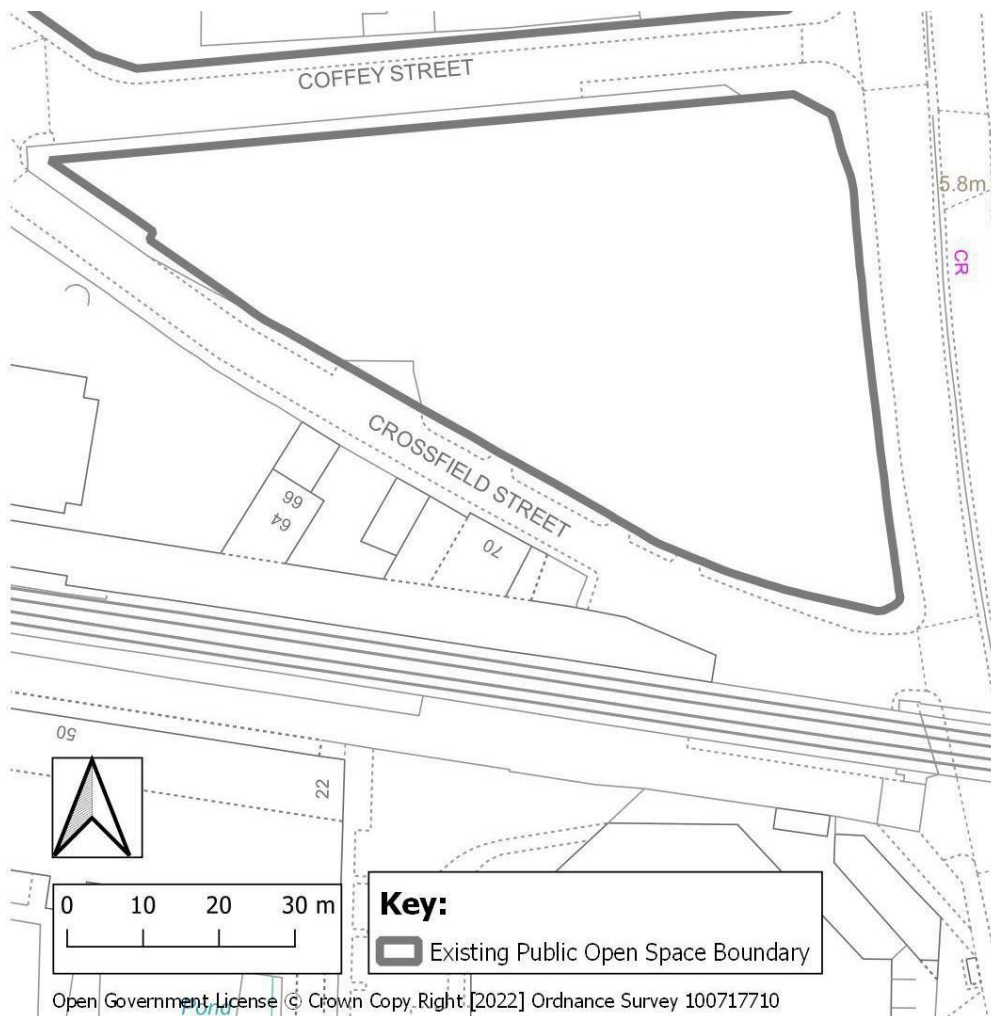 COFFEY STREET
5.8m
CR
CROSSFIELD STREET
66
64
70
50
22
0 10 20 30 m
Key:
Existing Public Open Space Boundary
Open Government License © Crown Copy Right [2022] Ordnance Survey 100717710
Pond